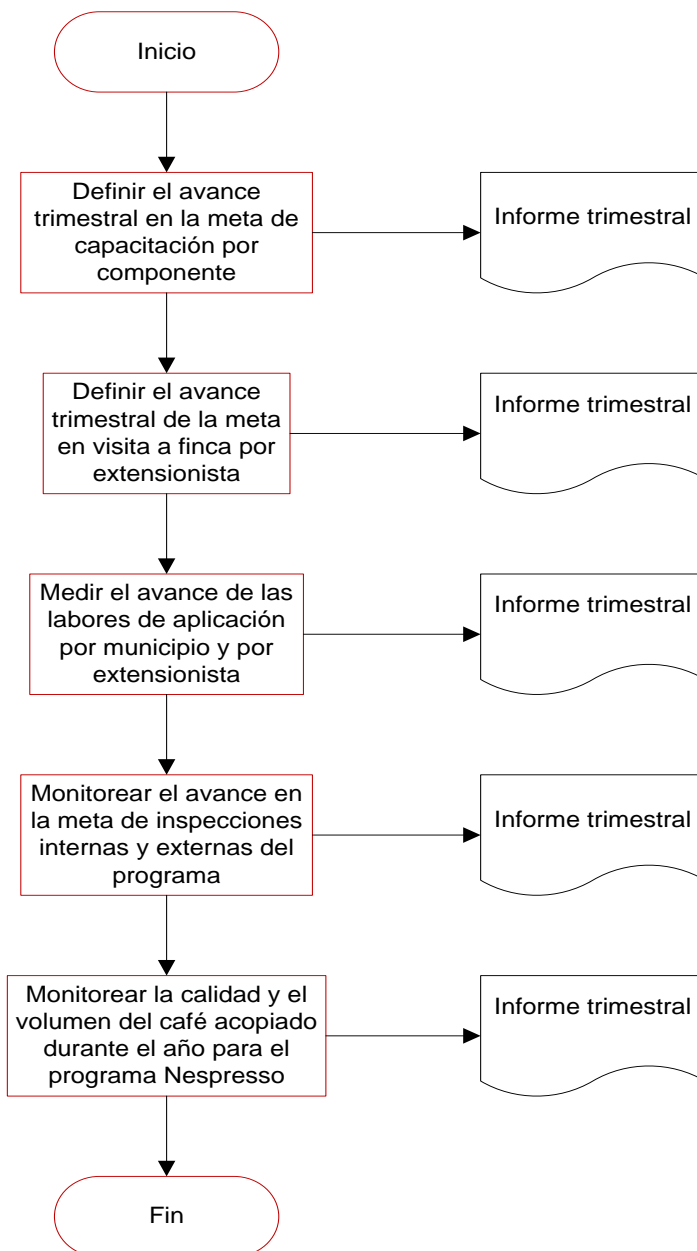 Inicio
Definir el avance
trimestral en la meta de
capacitación por
componente
Informe trimestral
Definir el avance
trimestral de la meta
en visita a finca por
extensionista
Informe trimestral
Medir el avance de las
labores de aplicación
por municipio y por
extensionista
Informe trimestral
Monitorear el avance en
la meta de inspecciones
internas y externas del
programa
Informe trimestral
Monitorear la calidad y el
volumen del café acopiado
durante el año para el
programa Nespresso
Informe trimestral
Fin